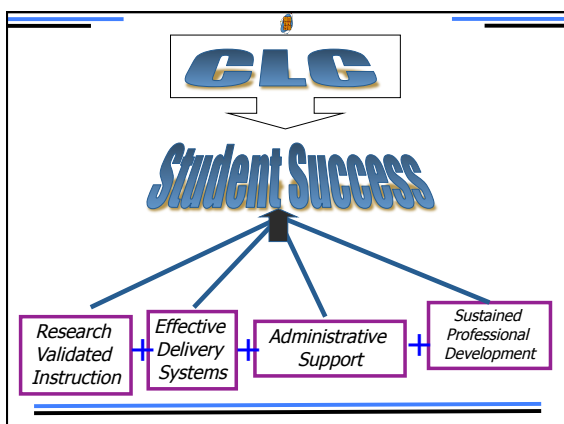 CLC
Student Success
Research
Validated
Instruction
+
Effective
Delivery
Systems
+
Administrative
Support
+
Sustained
Professional
Development